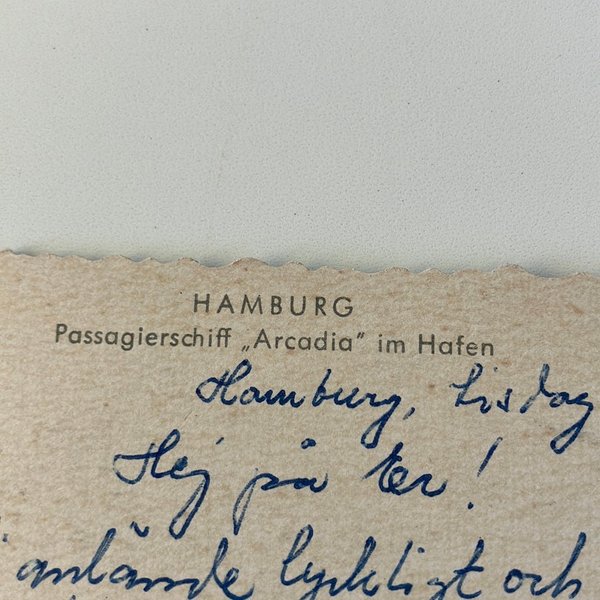 HAMBURG
Passagierschiff „Arcadia" im Hafen
Hamburg, tisdag
Hej på Er!
anlände lyckligt och